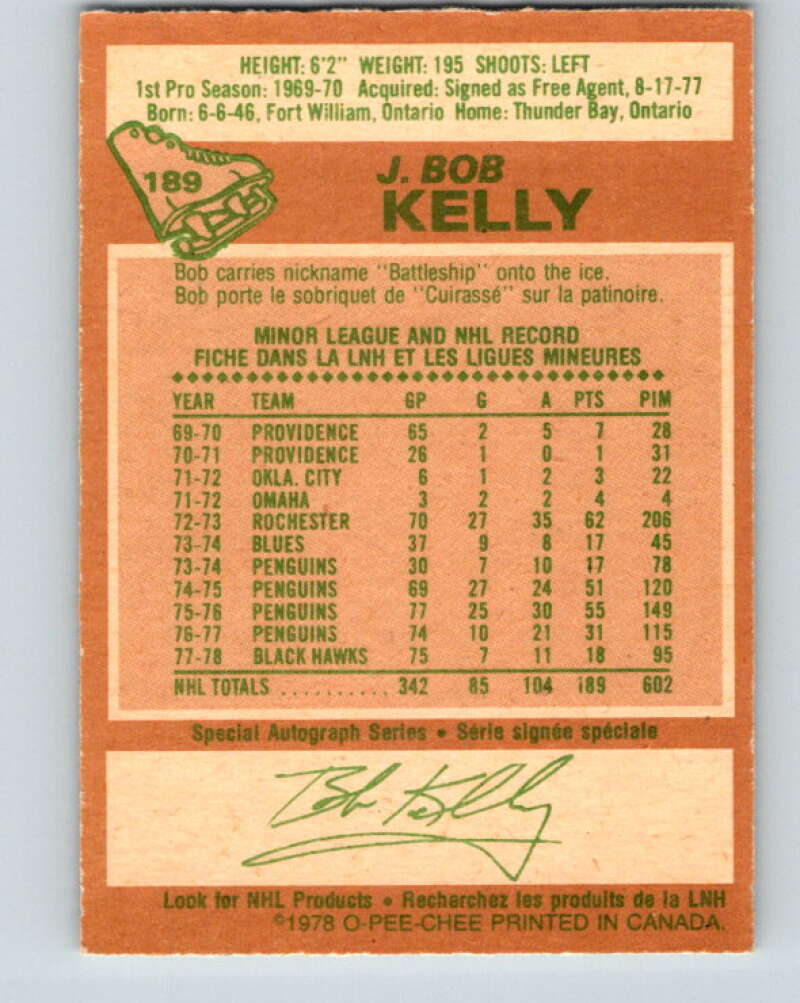 HEIGHT: 6'2" WEIGHT: 195 SHOOTS: LEFT
1st Pro Season: 1969-70 Acquired: Signed as Free Agent, 8-17-77
Born: 6-6-46, Fort William, Ontario Home: Thunder Bay, Ontario
189
J. BOB
KELLY
Bob carries nickname "Battleship" onto the ice.
Bob porte le sobriquet de "Cuirassé" sur la patinoire.
MINOR LEAGUE AND NHL RECORD
FICHE DANS LA LNH ET LES LIGUES MINEURES
YEAR TEAM GP G A PTS PIM
69-70 PROVIDENCE 65 2 5 7 28
70-71 PROVIDENCE 26 1 0 1 31
71-72 OKLA. CITY 6 1 2 3 22
71-72 OMAHA 3 2 2 4 4
72-73 ROCHESTER 70 27 35 62 206
73-74 BLUES 37 9 8 17 45
73-74 PENGUINS 30 7 10 17 78
74-75 PENGUINS 69 27 24 51 120
75-76 PENGUINS 77 25 30 55 149
76-77 PENGUINS 74 10 21 31 115
77-78 BLACK HAWKS 75 7 11 18 95
NHL TOTALS .......... 342 85 104 189 602
Special Autograph Series • Série signée spéciale
Bob Kelly
Look for NHL Products • Recherchez les produits de la LNH
©1978 O-PEE-CHEE PRINTED IN CANADA.